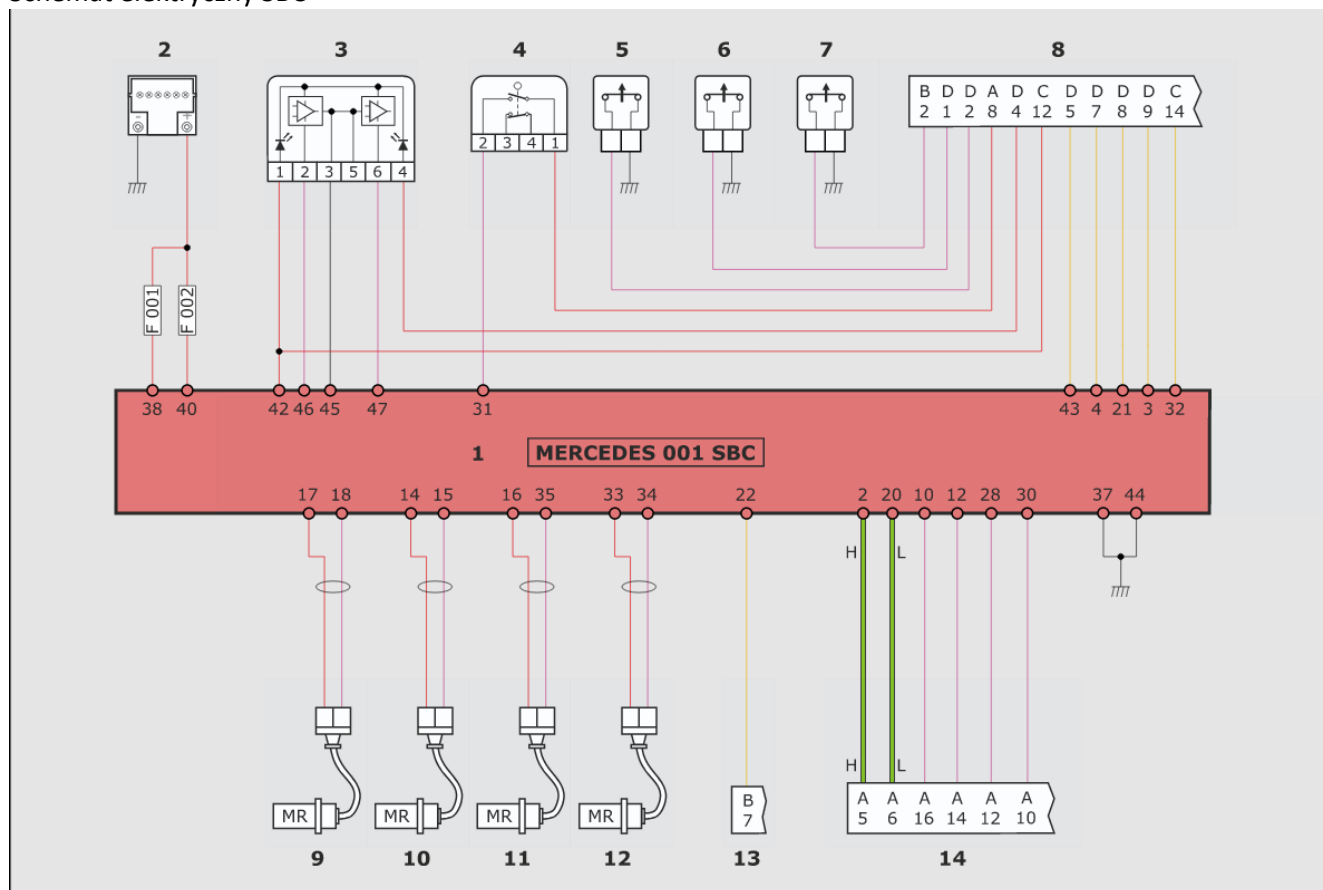 2 3 4 5 6 7 8
B D D A D C D D D D C
2 1 2 8 4 12 5 7 8 9 14
- +
2 3 4 1
1 2 3 5 6 4
F 001 F 002
38 40 42 46 45 47 31 43 4 21 3 32
1 MERCEDES 001 SBC
17 18 14 15 16 35 33 34 22 2 20 10 12 28 30 37 44
H L
H L
B A A A A A A
7 5 6 16 14 12 10
MR MR MR MR
9 10 11 12 13 14